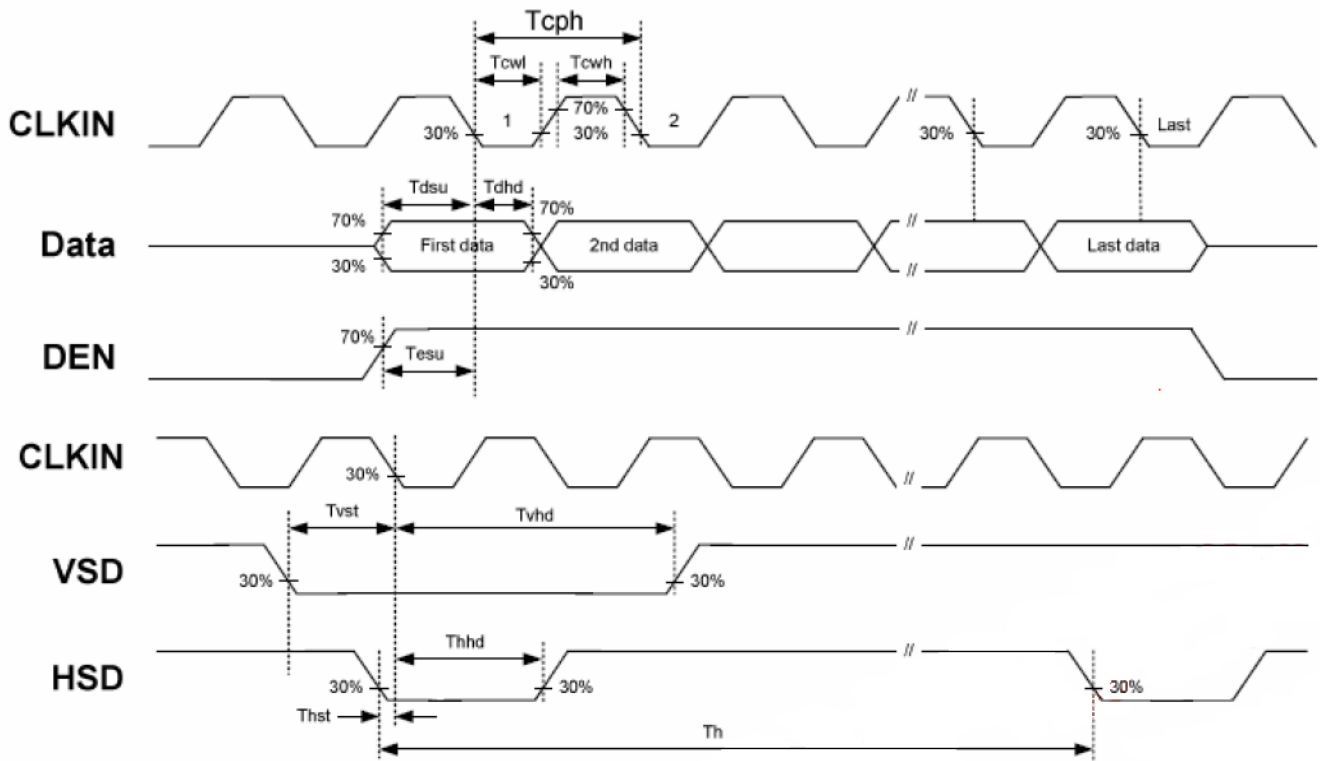 Tcph
Tcwl Tcwh
CLKIN 30% 1 70% 30% 2 // 30% 30% Last
Tdsu Tdhd
70% 70%
Data First data 2nd data // Last data
30% // 30%
DEN 70% //
Tesu
CLKIN 30% //
Tvst Tvhd
VSD 30% 30% //
Thhd
HSD 30% 30% // 30%
Thst
Th